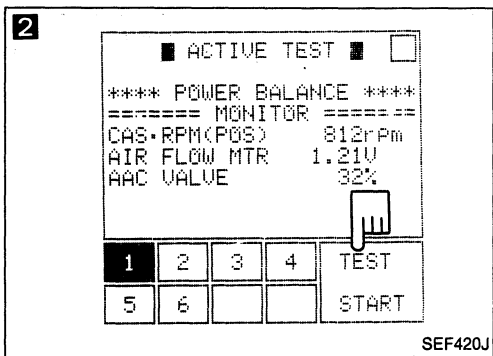 2
■ ACTIVE TEST ■
**** POWER BALANCE ****
======= MONITOR =======
CAS•RPM(POS) 812rpm
AIR FLOW MTR 1.21V
AAC VALVE 32%
1 2 3 4 TEST
5 6 START
SEF420J